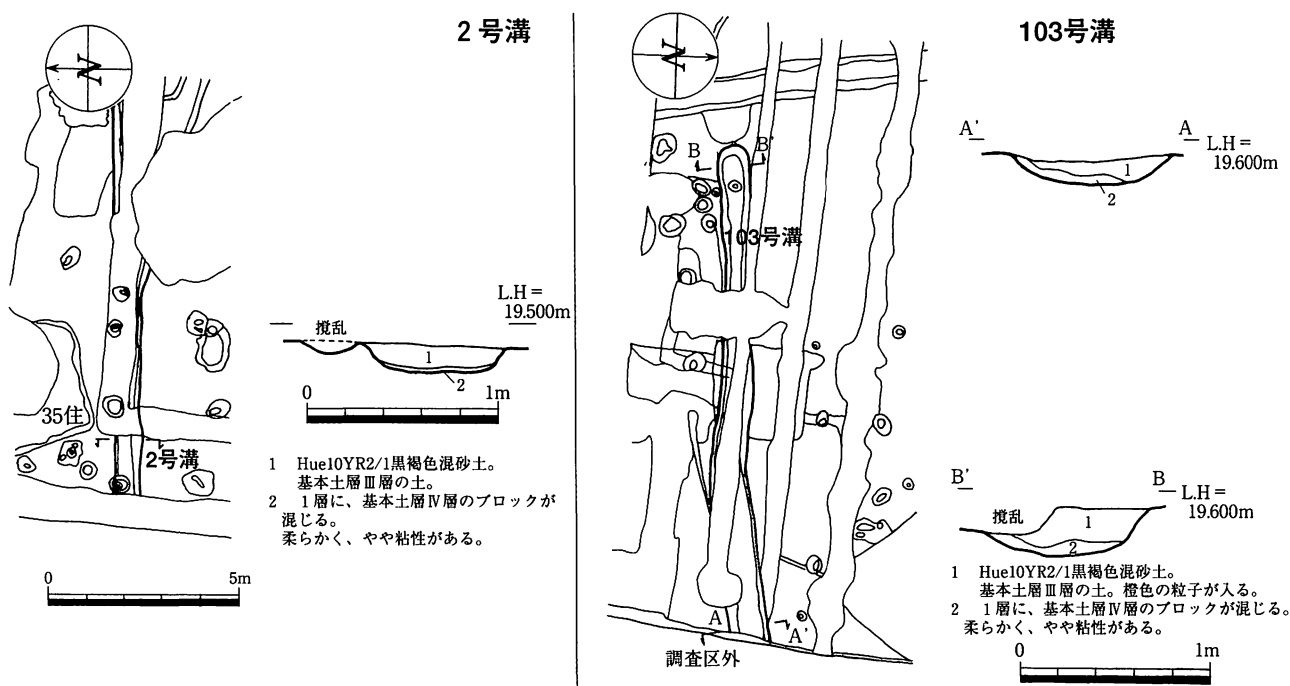 2号溝
N
35住
2号溝
0 5m
L.H=
19.500m
撹乱
1
2
0 1m
1 Hue10YR2/1黒褐色混砂土。
基本土層Ⅲ層の土。
2 1層に、基本土層Ⅳ層のブロックが
混じる。
柔らかく、やや粘性がある。
103号溝
N
B B'
103号溝
A A'
調査区外
A' A
L.H=
19.600m
1
2
B' B
L.H=
19.600m
撹乱
1
2
1 Hue10YR2/1黒褐色混砂土。
基本土層Ⅲ層の土。橙色の粒子が入る。
2 1層に、基本土層Ⅳ層のブロックが混じる。
柔らかく、やや粘性がある。
0 1m